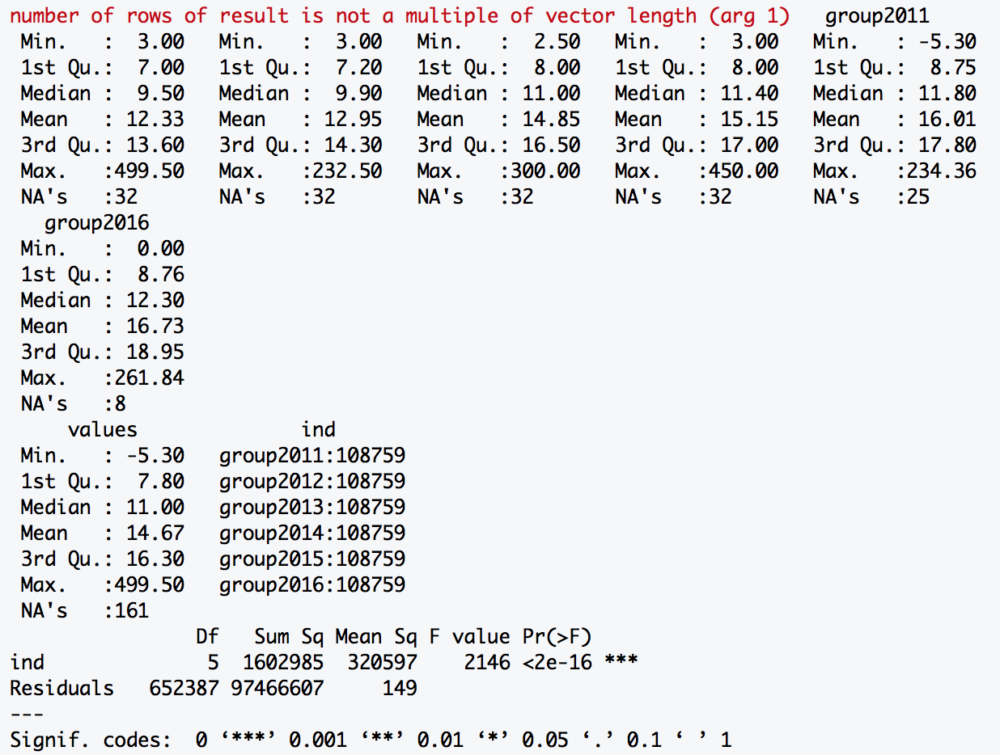 number of rows of result is not a multiple of vector length (arg 1)   group2011
 Min.   :  3.00   Min.   :  3.00   Min.   :  2.50   Min.   :  3.00   Min.   : -5.30
 1st Qu.:  7.00   1st Qu.:  7.20   1st Qu.:  8.00   1st Qu.:  8.00   1st Qu.:  8.75
 Median :  9.50   Median :  9.90   Median : 11.00   Median : 11.40   Median : 11.80
 Mean   : 12.33   Mean   : 12.95   Mean   : 14.85   Mean   : 15.15   Mean   : 16.01
 3rd Qu.: 13.60   3rd Qu.: 14.30   3rd Qu.: 16.50   3rd Qu.: 17.00   3rd Qu.: 17.80
 Max.   :499.50   Max.   :232.50   Max.   :300.00   Max.   :450.00   Max.   :234.36
 NA's   :32       NA's   :32       NA's   :32       NA's   :32       NA's   :25
   group2016
 Min.   :  0.00
 1st Qu.:  8.76
 Median : 12.30
 Mean   : 16.73
 3rd Qu.: 18.95
 Max.   :261.84
 NA's   :8
     values              ind
 Min.   : -5.30   group2011:108759
 1st Qu.:  7.80   group2012:108759
 Median : 11.00   group2013:108759
 Mean   : 14.67   group2014:108759
 3rd Qu.: 16.30   group2015:108759
 Max.   :499.50   group2016:108759
 NA's   :161
                Df   Sum Sq Mean Sq F value Pr(>F)
ind              5  1602985  320597    2146 <2e-16 ***
Residuals   652387 97466607     149
---
Signif. codes:  0 ‘***’ 0.001 ‘**’ 0.01 ‘*’ 0.05 ‘.’ 0.1 ‘ ’ 1